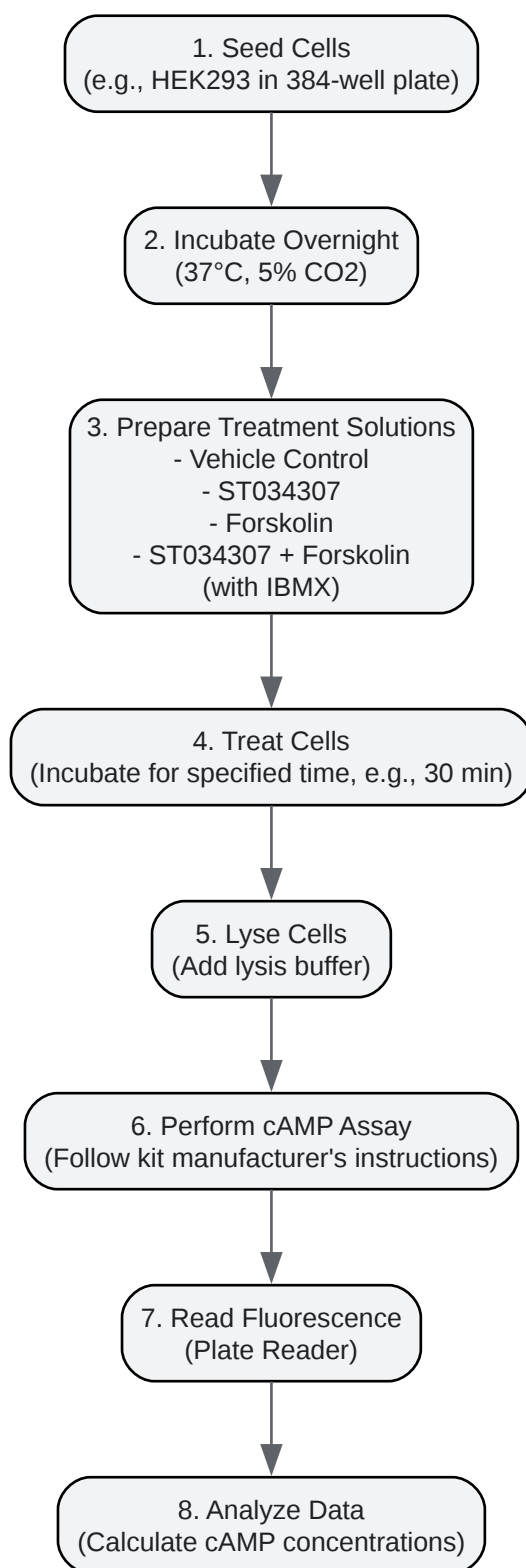 1. Seed Cells
(e.g., HEK293 in 384-well plate)
2. Incubate Overnight
(37°C, 5% CO2)
3. Prepare Treatment Solutions
- Vehicle Control
- ST034307
- Forskolin
- ST034307 + Forskolin
(with IBMX)
4. Treat Cells
(Incubate for specified time, e.g., 30 min)
5. Lyse Cells
(Add lysis buffer)
6. Perform cAMP Assay
(Follow kit manufacturer's instructions)
7. Read Fluorescence
(Plate Reader)
8. Analyze Data
(Calculate cAMP concentrations)